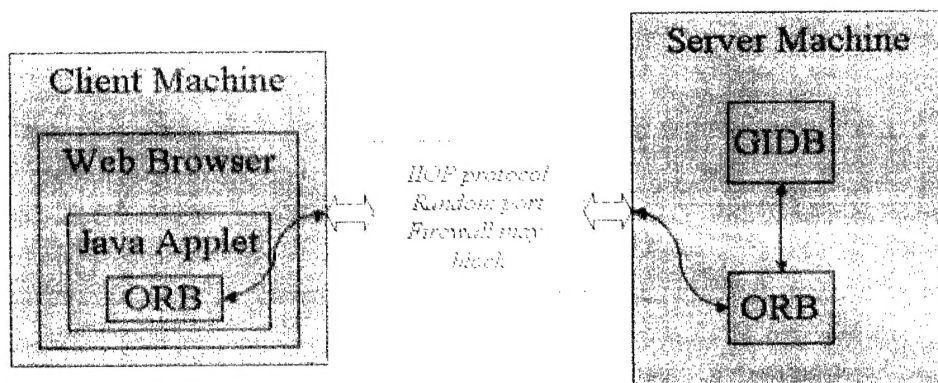 Client Machine
Web Browser
Java Applet
ORB
IIOP protocol
Random port
Firewall may
block
Server Machine
GIDB
ORB